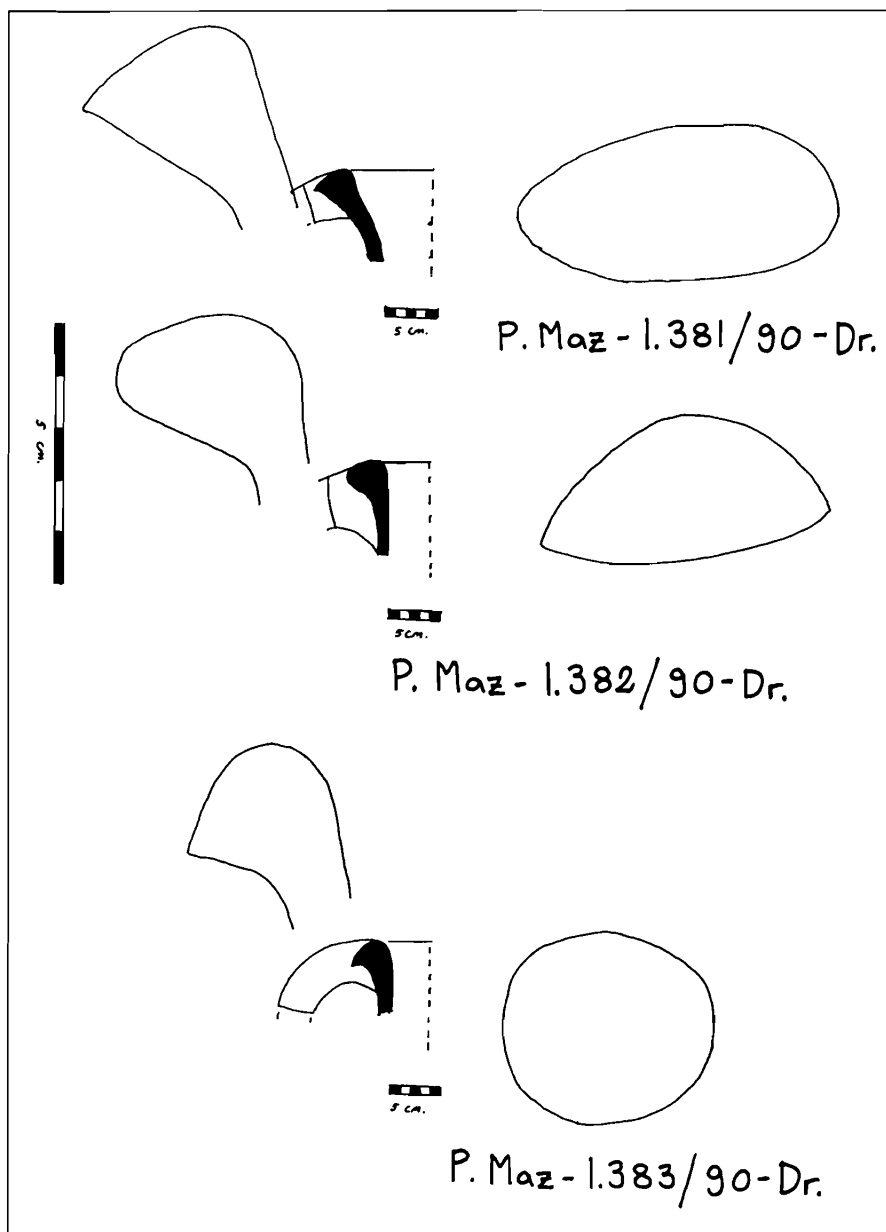 5 cm.
P. Maz - 1.381/90 - Dr.
5 cm.
5 cm.
P. Maz - 1.382/90 - Dr.
5 cm.
P. Maz - 1.383/90 - Dr.